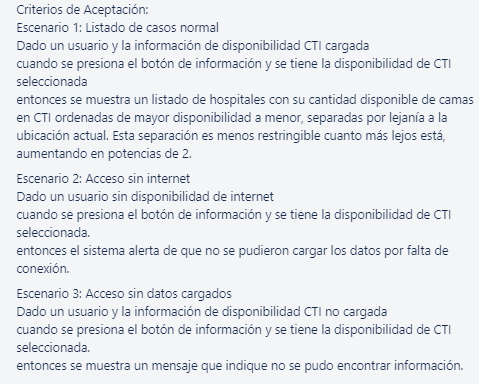 Criterios de Aceptación:
Escenario 1: Listado de casos normal
Dado un usuario y la información de disponibilidad CTI cargada
cuando se presiona el botón de información y se tiene la disponibilidad de CTI
seleccionada
entonces se muestra un listado de hospitales con su cantidad disponible de camas
en CTI ordenadas de mayor disponibilidad a menor, separadas por lejanía a la
ubicación actual. Esta separación es menos restringible cuanto más lejos está,
aumentando en potencias de 2.
Escenario 2: Acceso sin internet
Dado un usuario sin disponibilidad de internet
cuando se presiona el botón de información y se tiene la disponibilidad de CTI
seleccionada.
entonces el sistema alerta de que no se pudieron cargar los datos por falta de
conexión.
Escenario 3: Acceso sin datos cargados
Dado un usuario y la información de disponibilidad CTI no cargada
cuando se presiona el botón de información y se tiene la disponibilidad de CTI
seleccionada.
entonces se muestra un mensaje que indique no se pudo encontrar información.